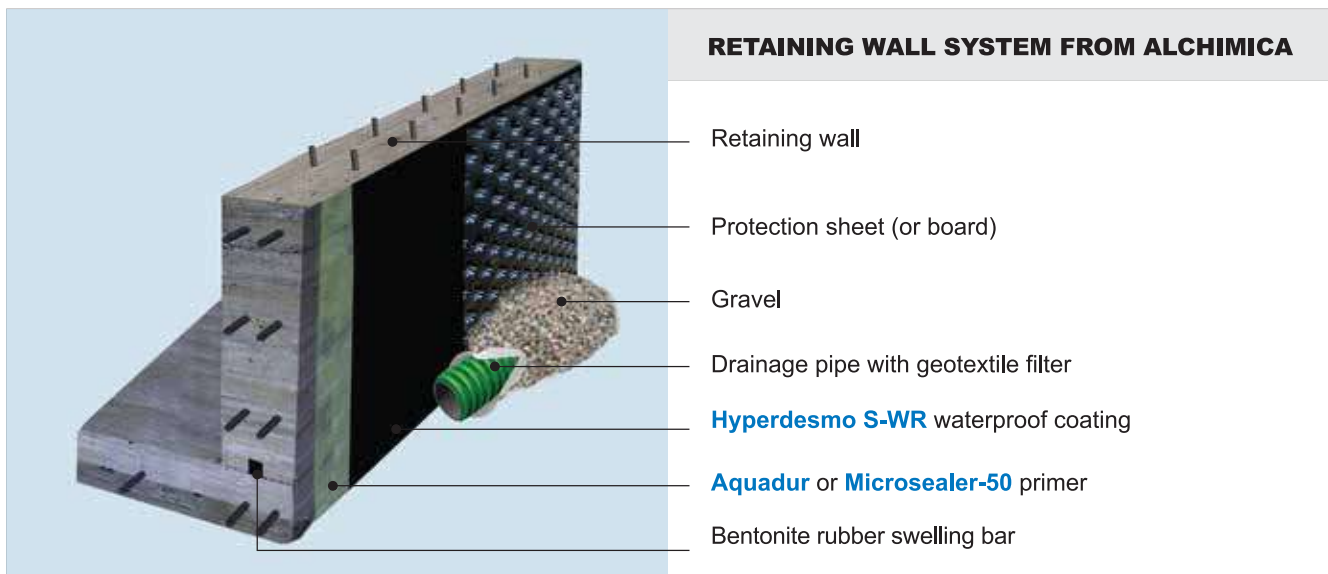 RETAINING WALL SYSTEM FROM ALCHIMICA
Retaining wall
Protection sheet (or board)
Gravel
Drainage pipe with geotextile filter
Hyperdesmo S-WR waterproof coating
Aquadur or Microsealer-50 primer
Bentonite rubber swelling bar